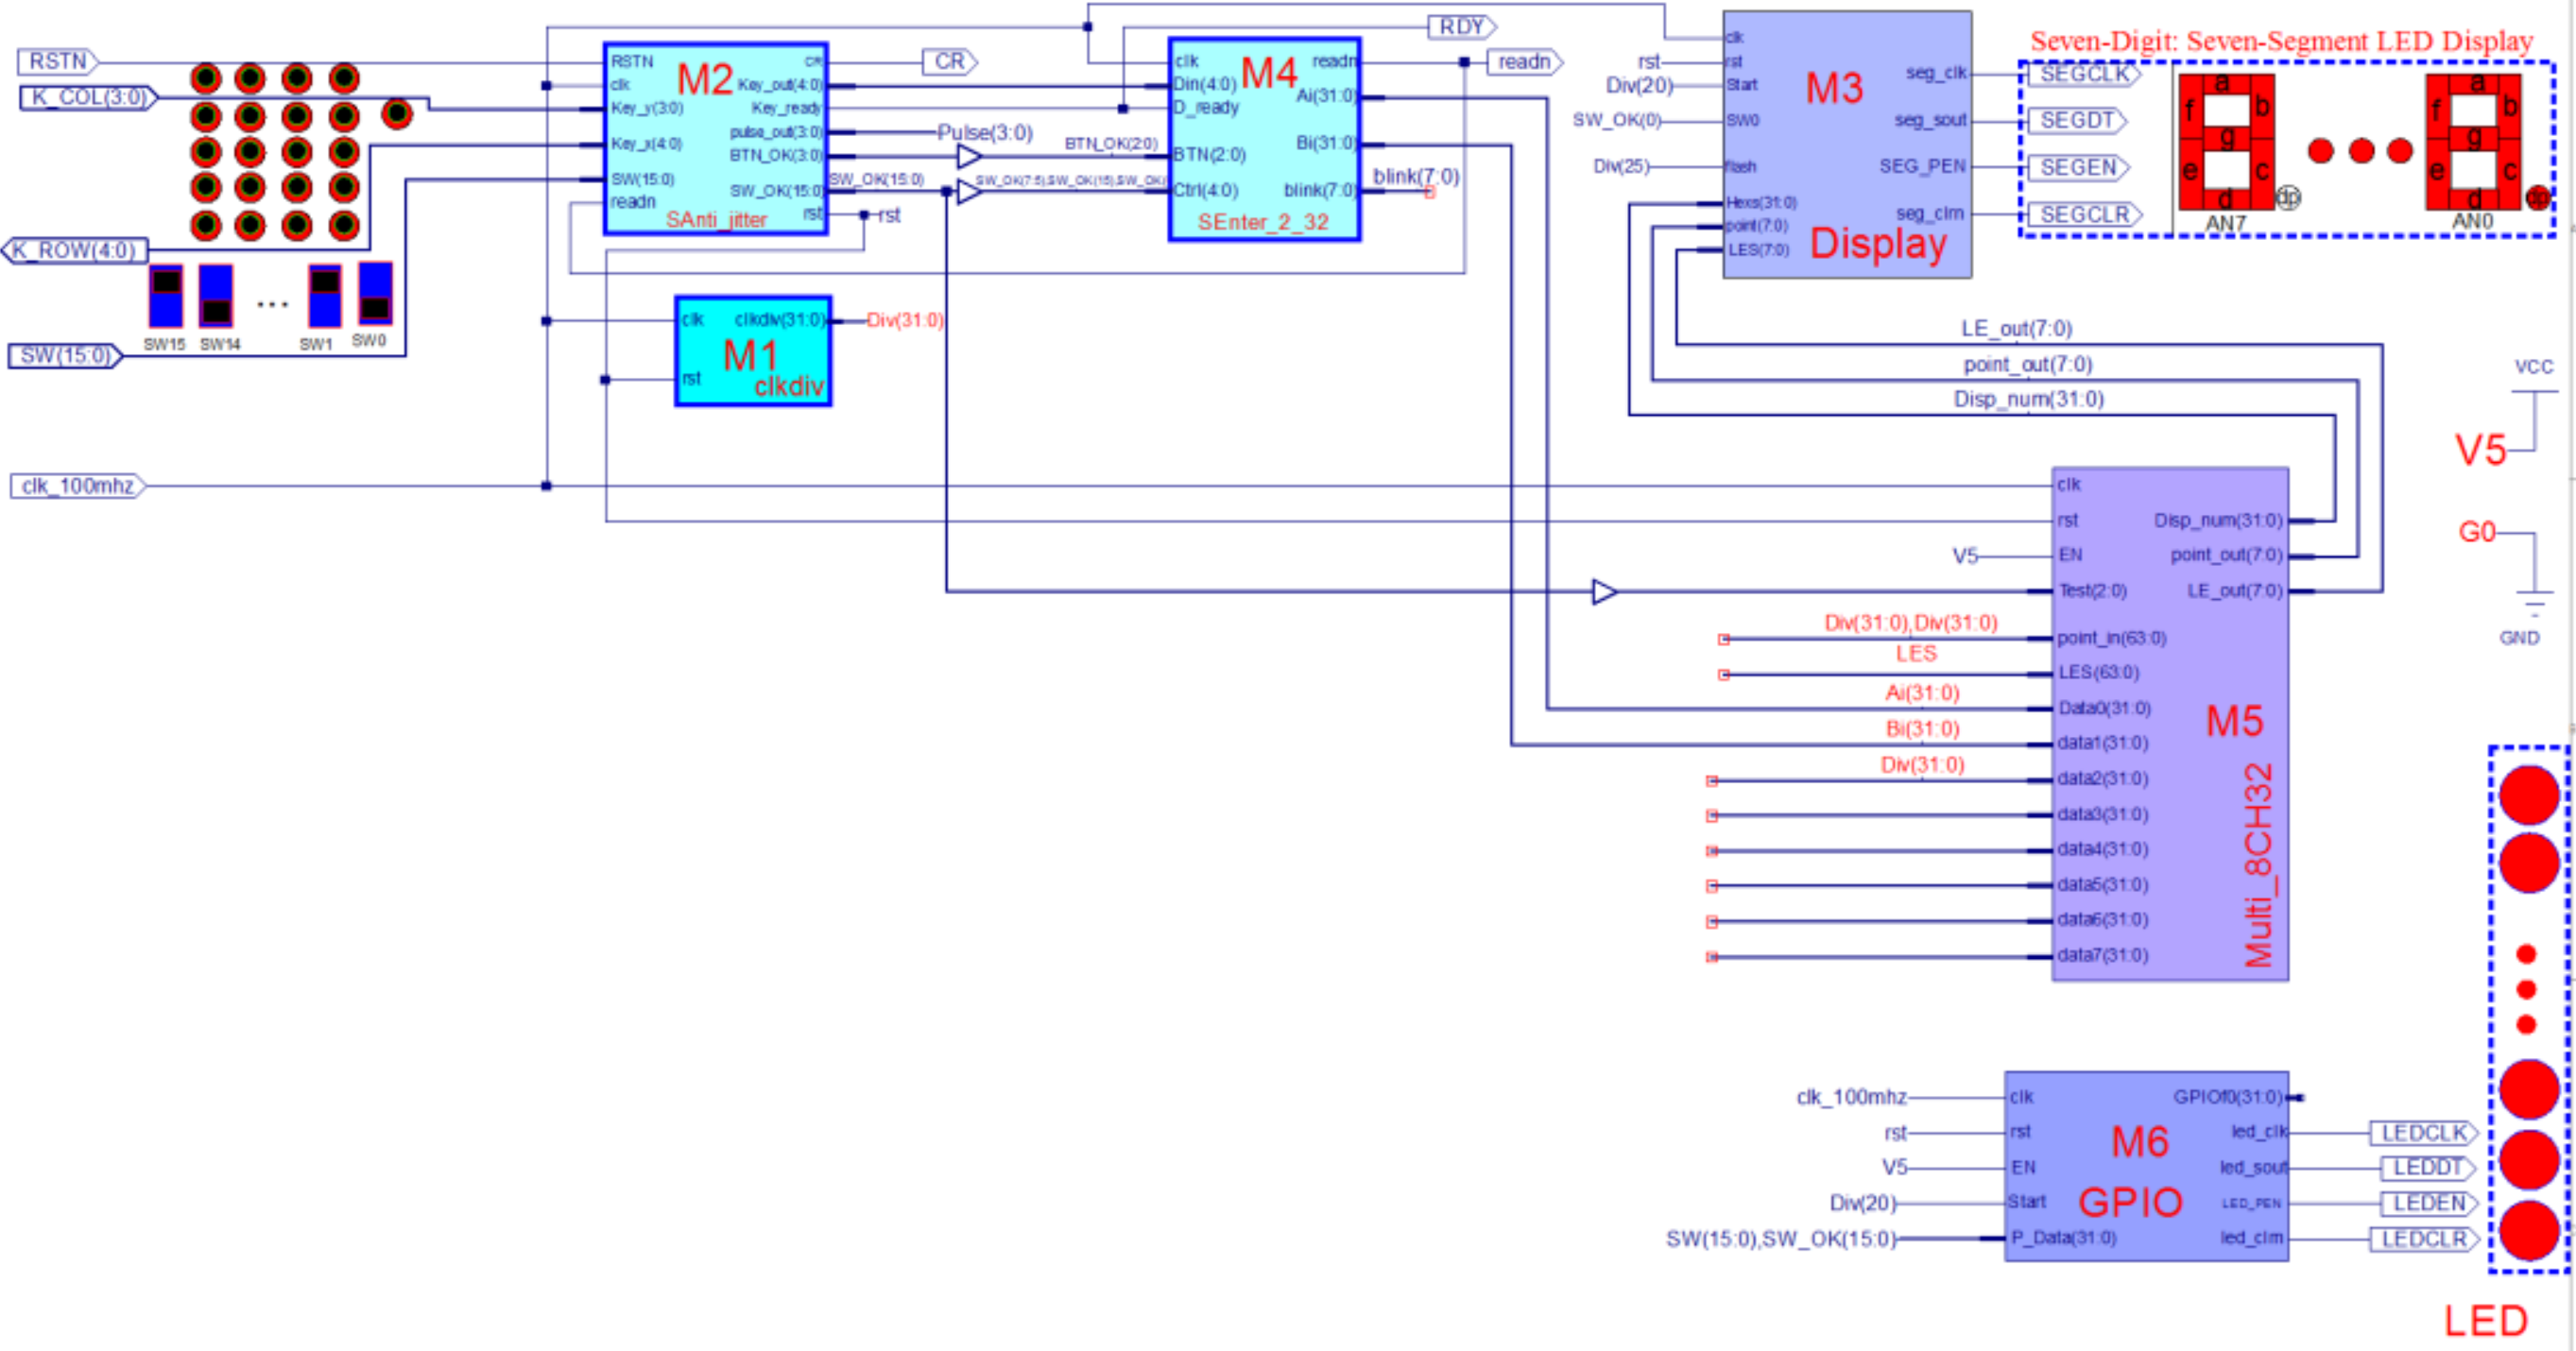 RSTN
K_COL(3:0)
K_ROW(4:0)
SW15
SW14
SW1
SW0
SW(15:0)
clk_100mhz
M2
RSTN
clk
Key_y(3:0)
Key_x(4:0)
SW(15:0)
readn
CR
Key_out(4:0)
Key_ready
pulse_out(3:0)
BTN_OK(3:0)
SW_OK(15:0)
rst
SAnti_jitter
CR
Pulse(3:0)
BTN_OK(2:0)
SW_OK(15:0)
SW_OK(7:5),SW_OK(15),SW_OK(
rst
M1
clk
rst
clkdiv(31:0)
clkdiv
Div(31:0)
RDY
M4
clk
Din(4:0)
D_ready
BTN(2:0)
Ctrl(4:0)
readn
Ai(31:0)
Bi(31:0)
blink(7:0)
SEnter_2_32
readn
blink(7:0)
rst
Div(20)
SW_OK(0)
Div(25)
M3
clk
rst
Start
SW0
flash
Hexs(31:0)
point(7:0)
LES(7:0)
seg_clk
seg_sout
SEG_PEN
seg_clrn
Display
Seven-Digit: Seven-Segment LED Display
SEGCLK
SEGDT
SEGEN
SEGCLR
a
f
b
g
e
c
d
dp
AN7
a
f
b
g
e
c
d
dp
AN0
LE_out(7:0)
point_out(7:0)
Disp_num(31:0)
VCC
V5
G0
GND
V5
Div(31:0),Div(31:0)
LES
Ai(31:0)
Bi(31:0)
Div(31:0)
clk
rst
EN
Test(2:0)
point_in(63:0)
LES(63:0)
Data0(31:0)
data1(31:0)
data2(31:0)
data3(31:0)
data4(31:0)
data5(31:0)
data6(31:0)
data7(31:0)
Disp_num(31:0)
point_out(7:0)
LE_out(7:0)
M5
Multi_8CH32
clk_100mhz
rst
V5
Div(20)
SW(15:0),SW_OK(15:0)
clk
rst
EN
Start
P_Data(31:0)
M6
GPIO
GPIOf0(31:0)
led_clk
led_sout
LED_PEN
led_clrn
LEDCLK
LEDDT
LEDEN
LEDCLR
LED